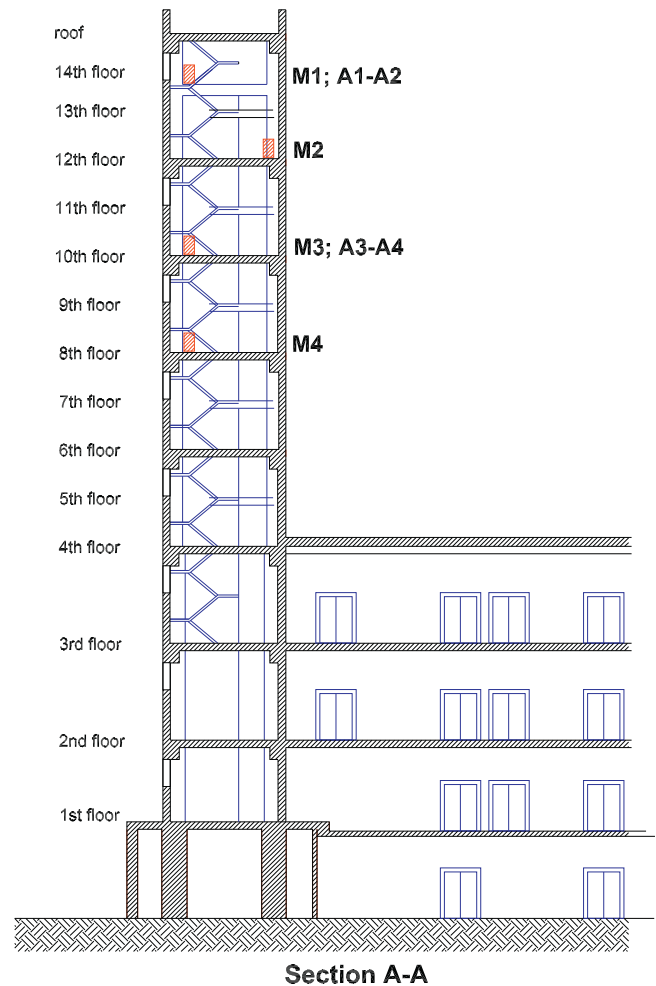 roof
14th floor
M1; A1-A2
13th floor
M2
12th floor
11th floor
M3; A3-A4
10th floor
9th floor
M4
8th floor
7th floor
6th floor
5th floor
4th floor
3rd floor
2nd floor
1st floor
Section A-A